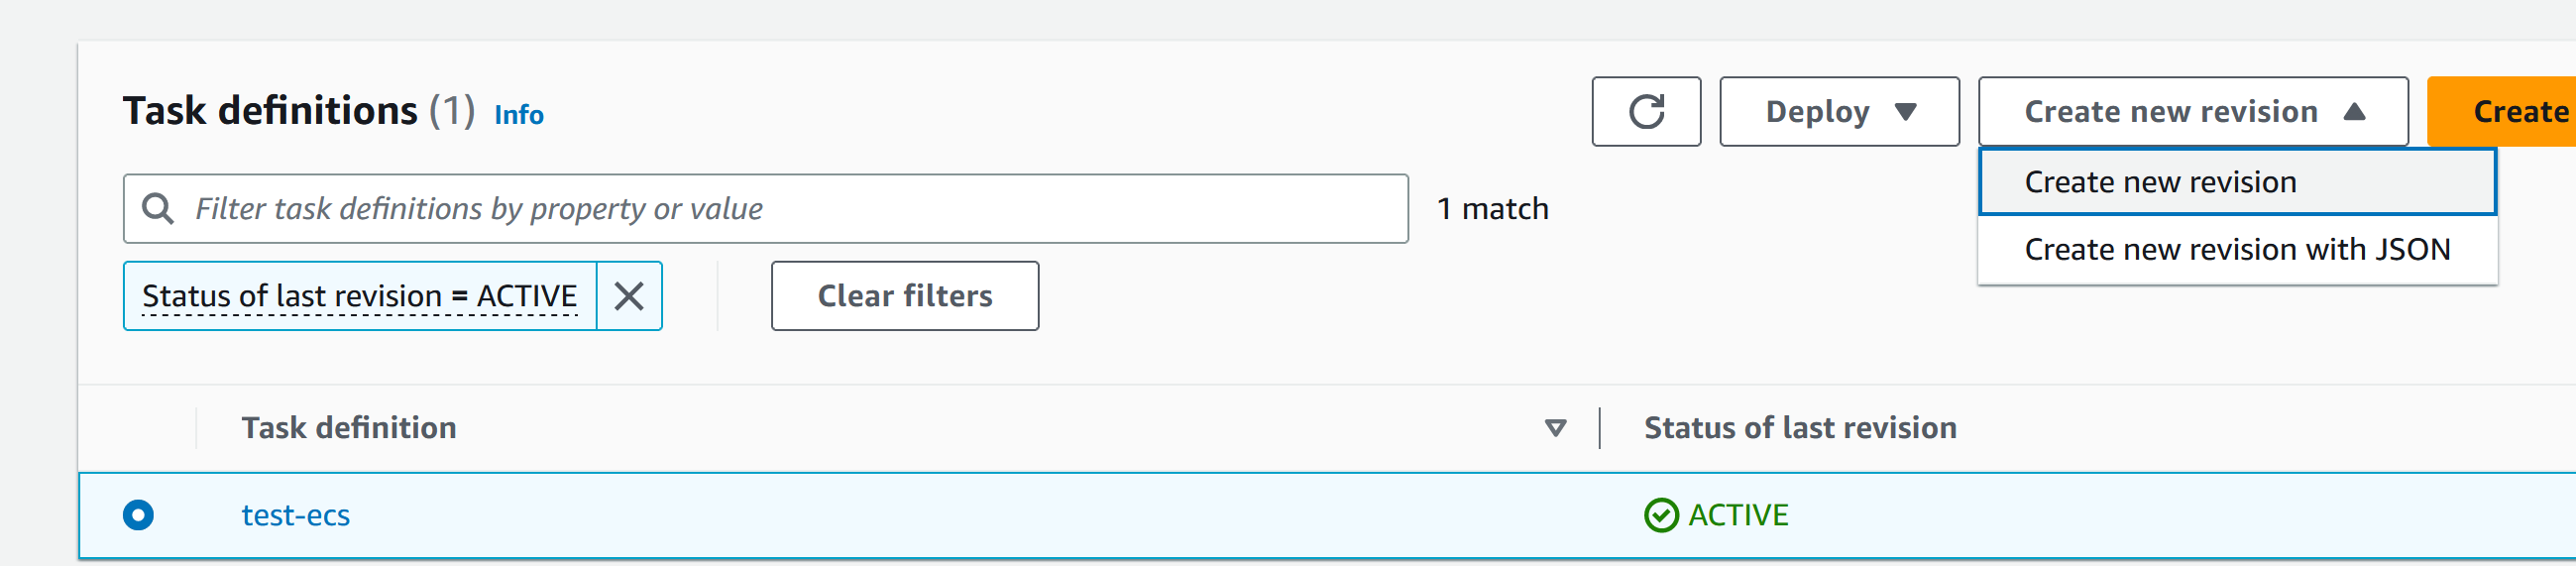 Task definitions (1) Info
Deploy
Create new revision
Create
Create new revision
Create new revision with JSON
Filter task definitions by property or value
1 match
Status of last revision = ACTIVE
Clear filters
Task definition
Status of last revision
test-ecs
ACTIVE